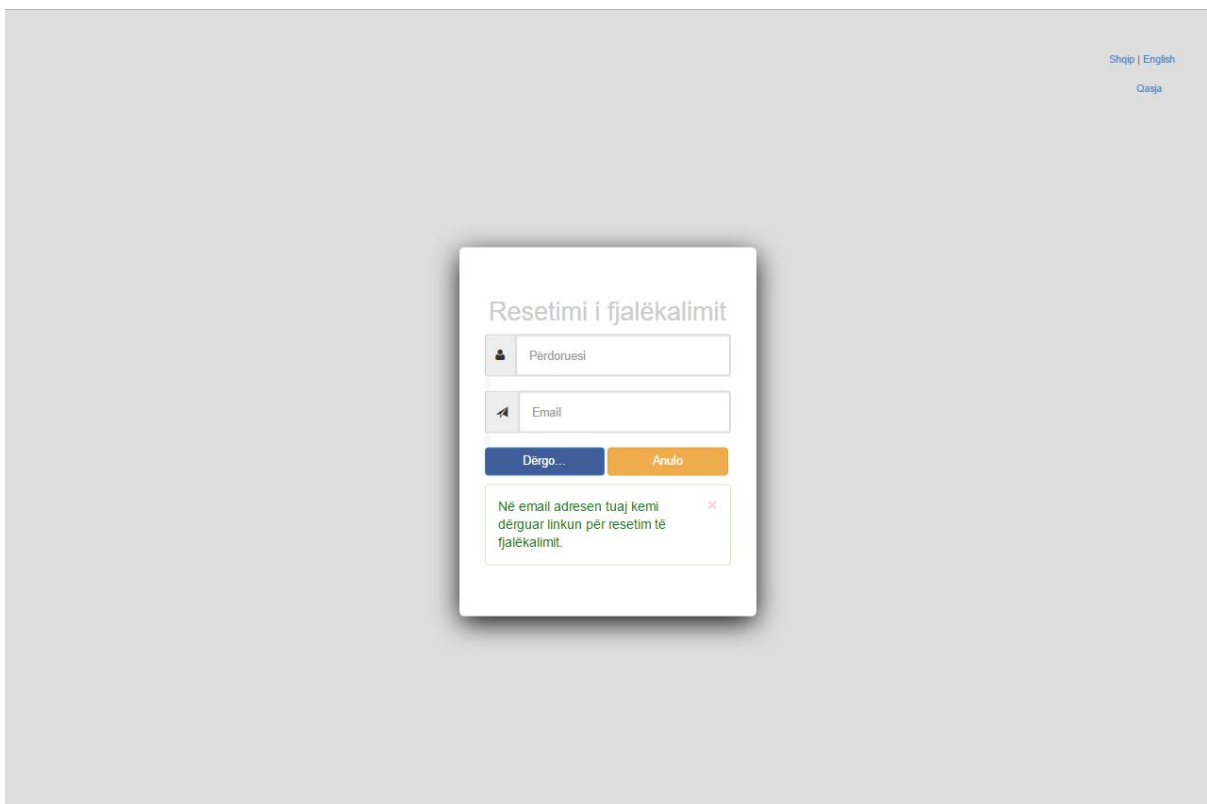 Shqip | English
Qasja
Resetimi i fjalëkalimit
Përdoruesi
Email
Dërgo... Anulo
Në email adresen tuaj kemi
dërguar linkun për resetim të
fjalëkalimit.